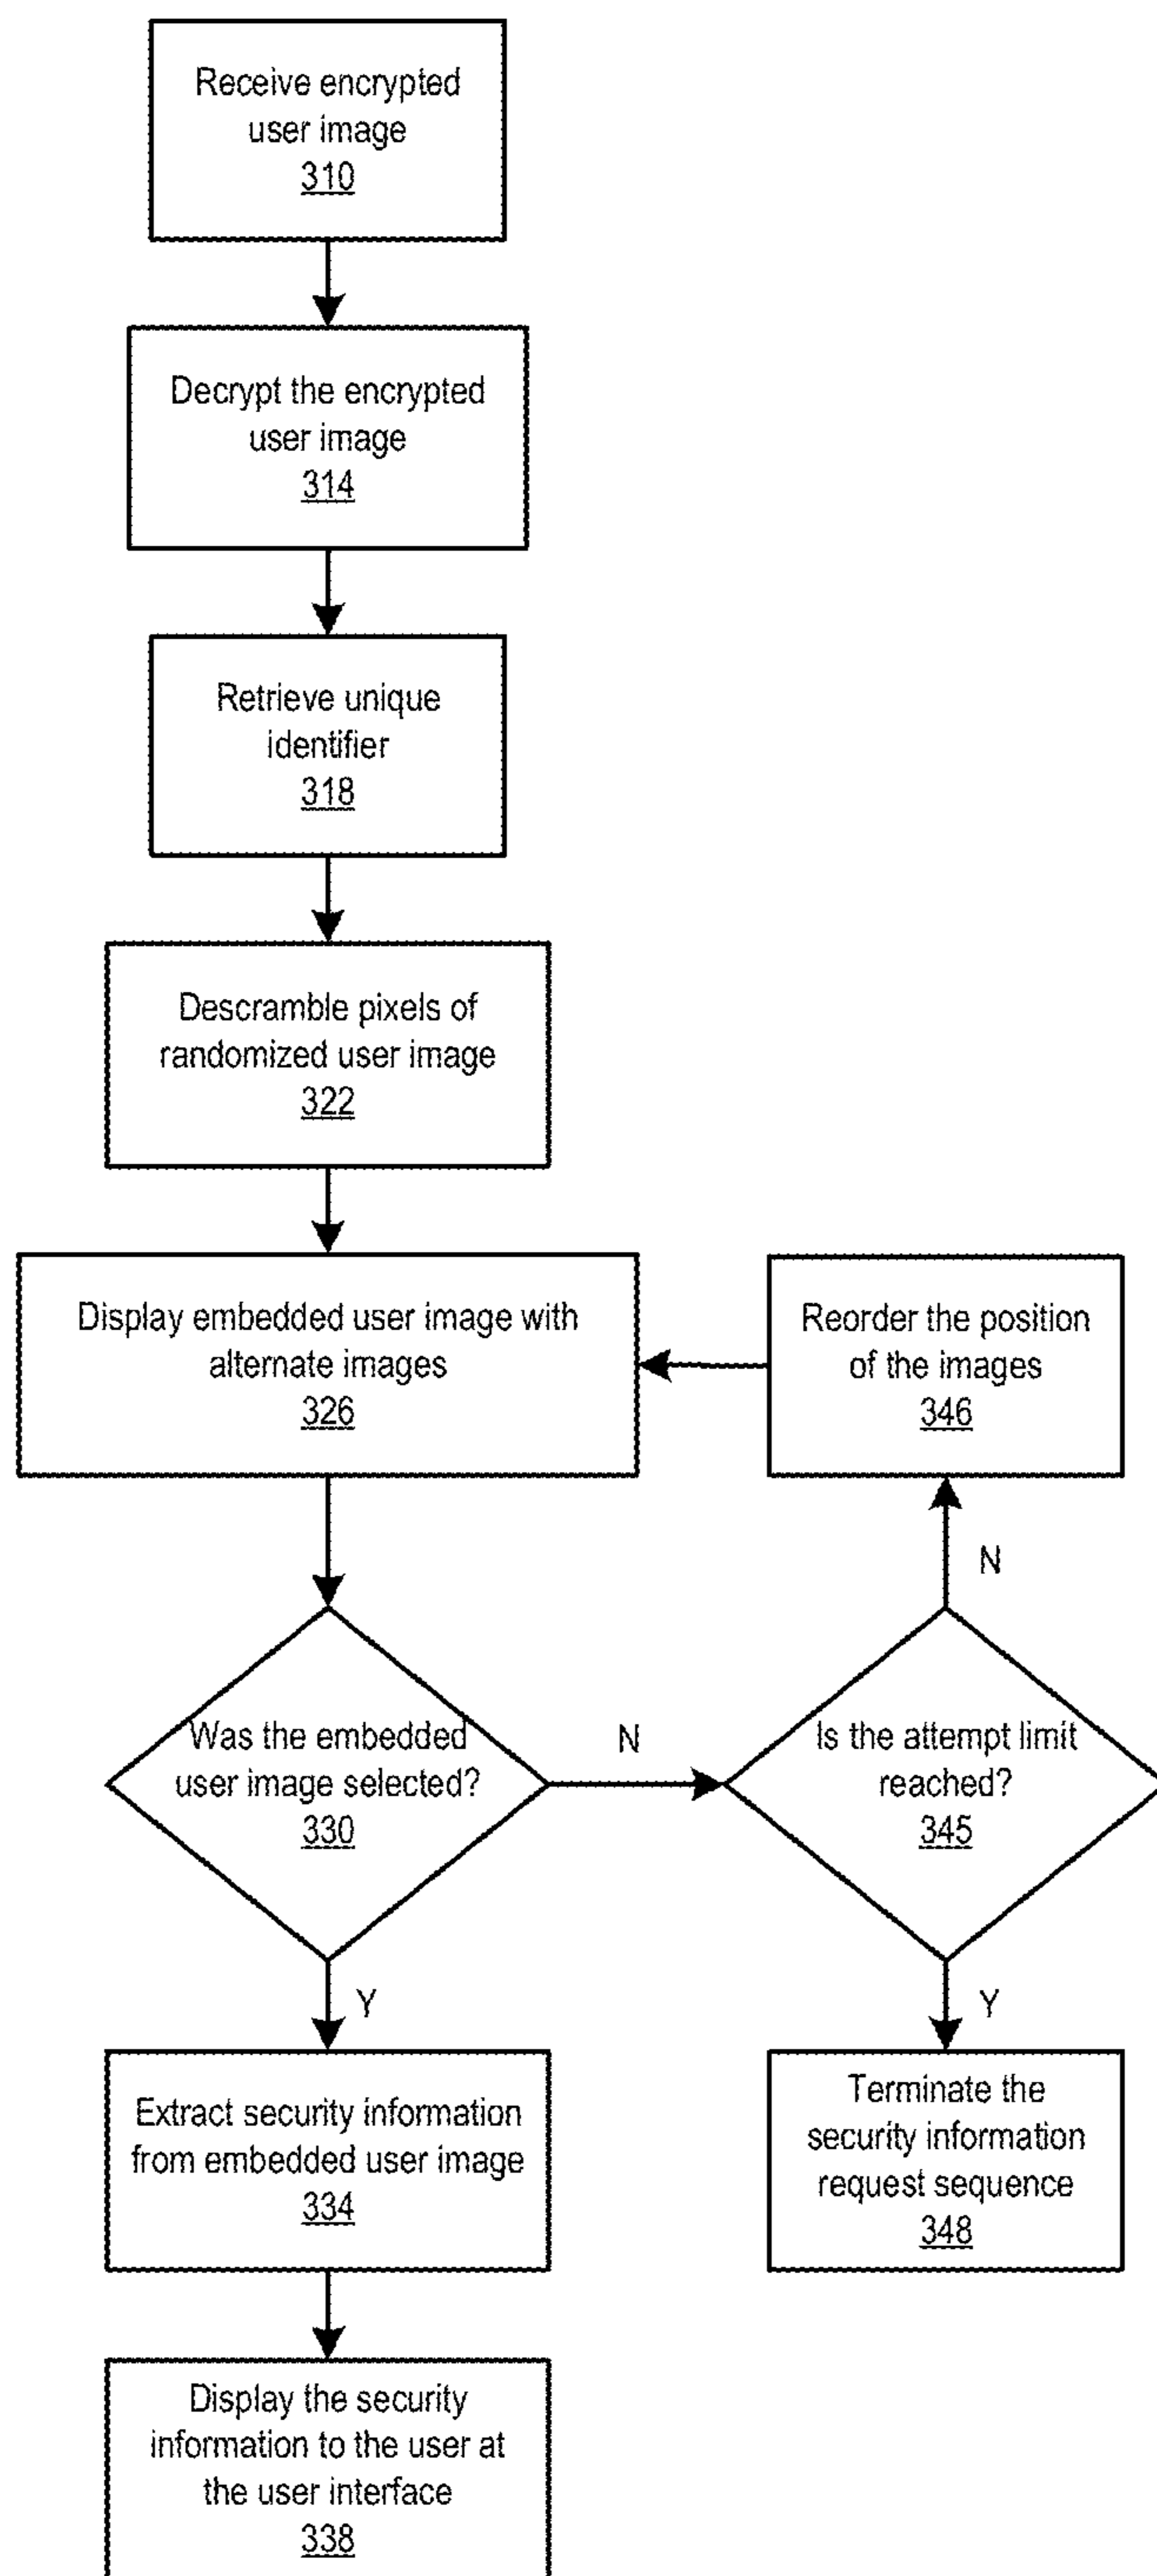 Receive encrypted
user image
310
Decrypt the encrypted
user image
314
Retrieve unique
identifier
318
Descramble pixels of
randomized user image
322
Display embedded user image with
alternate images
326
Reorder the position
of the images
346
N
Was the embedded
user image selected?
330
N
Is the attempt limit
reached?
345
Y
Y
Extract security information
from embedded user image
334
Terminate the
security information
request sequence
348
Display the security
information to the user at
the user interface
338